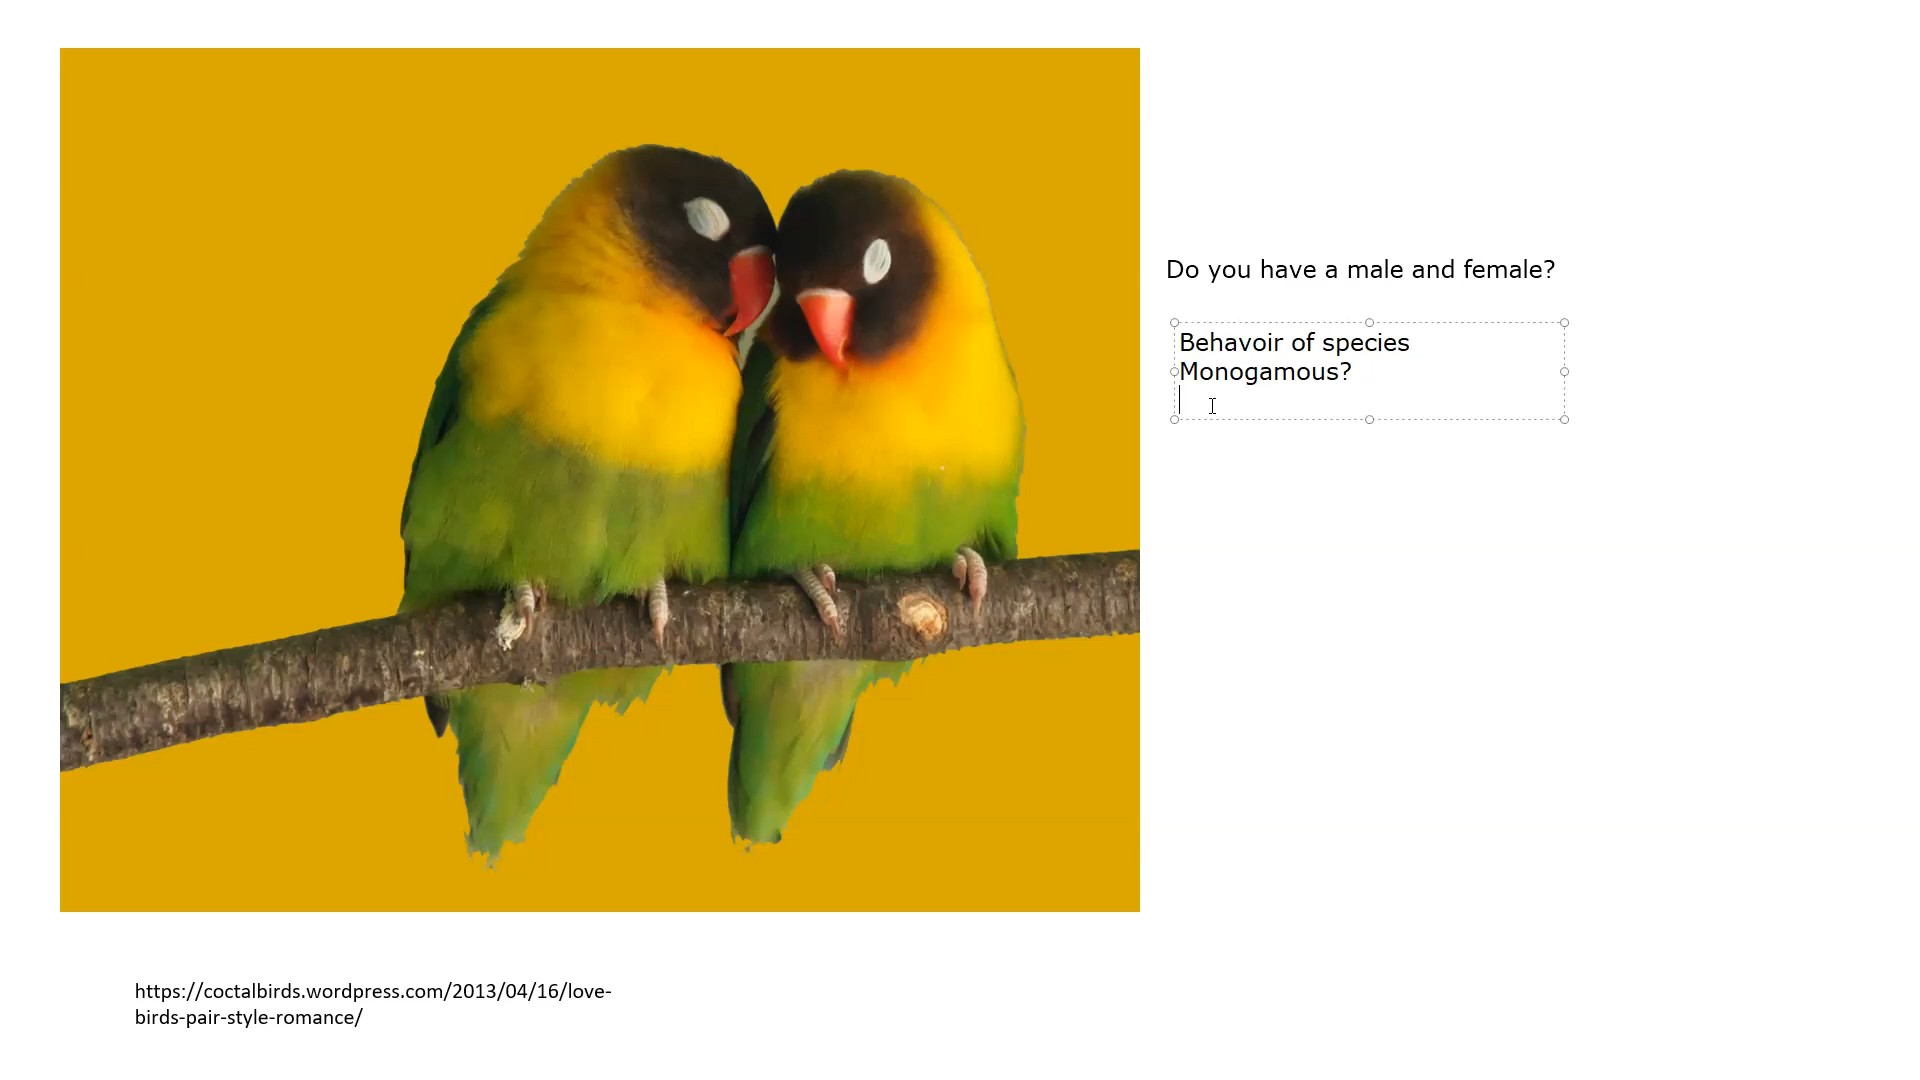 Do you have a male and female?
Behavoir of species
Monogamous?
https://coctalbirds.wordpress.com/2013/04/16/love-
birds-pair-style-romance/